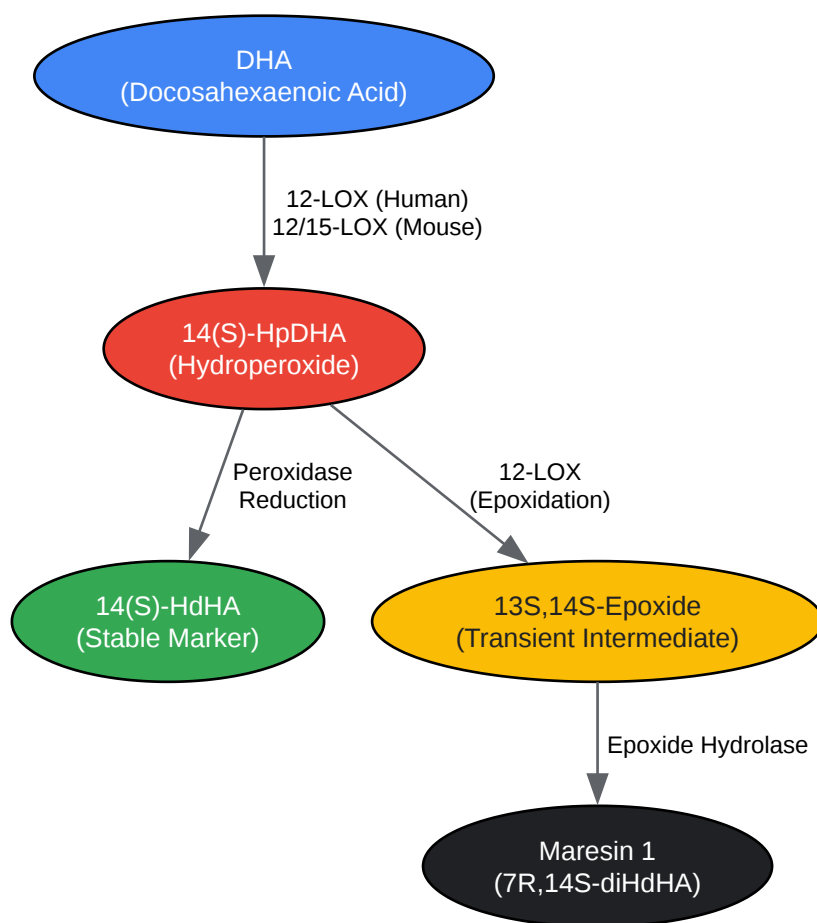 DHA
(Docosahexaenoic Acid)
12-LOX (Human)
12/15-LOX (Mouse)
14(S)-HpDHA
(Hydroperoxide)
Peroxidase
Reduction
12-LOX
(Epoxidation)
14(S)-HdHA
(Stable Marker)
13S,14S-Epoxide
(Transient Intermediate)
Epoxide Hydrolase
Maresin 1
(7R,14S-diHdHA)